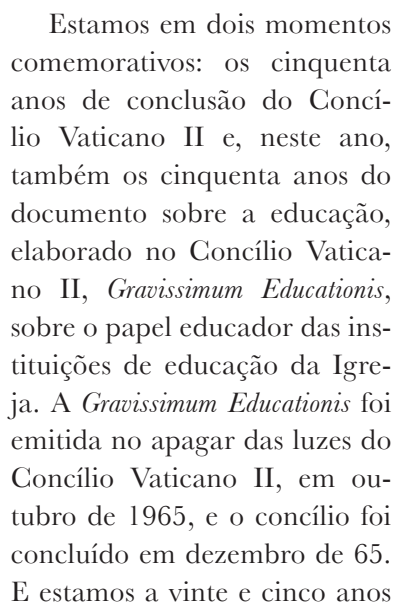 Estamos em dois momentos
comemorativos: os cinquenta
anos de conclusão do Concí-
lio Vaticano II e, neste ano,
também os cinquenta anos do
documento sobre a educação,
elaborado no Concílio Vatica-
no II, Gravissimum Educationis,
sobre o papel educador das ins-
tituições de educação da Igre-
ja. A Gravissimum Educationis foi
emitida no apagar das luzes do
Concílio Vaticano II, em ou-
tubro de 1965, e o concílio foi
concluído em dezembro de 65.
E estamos a vinte e cinco anos